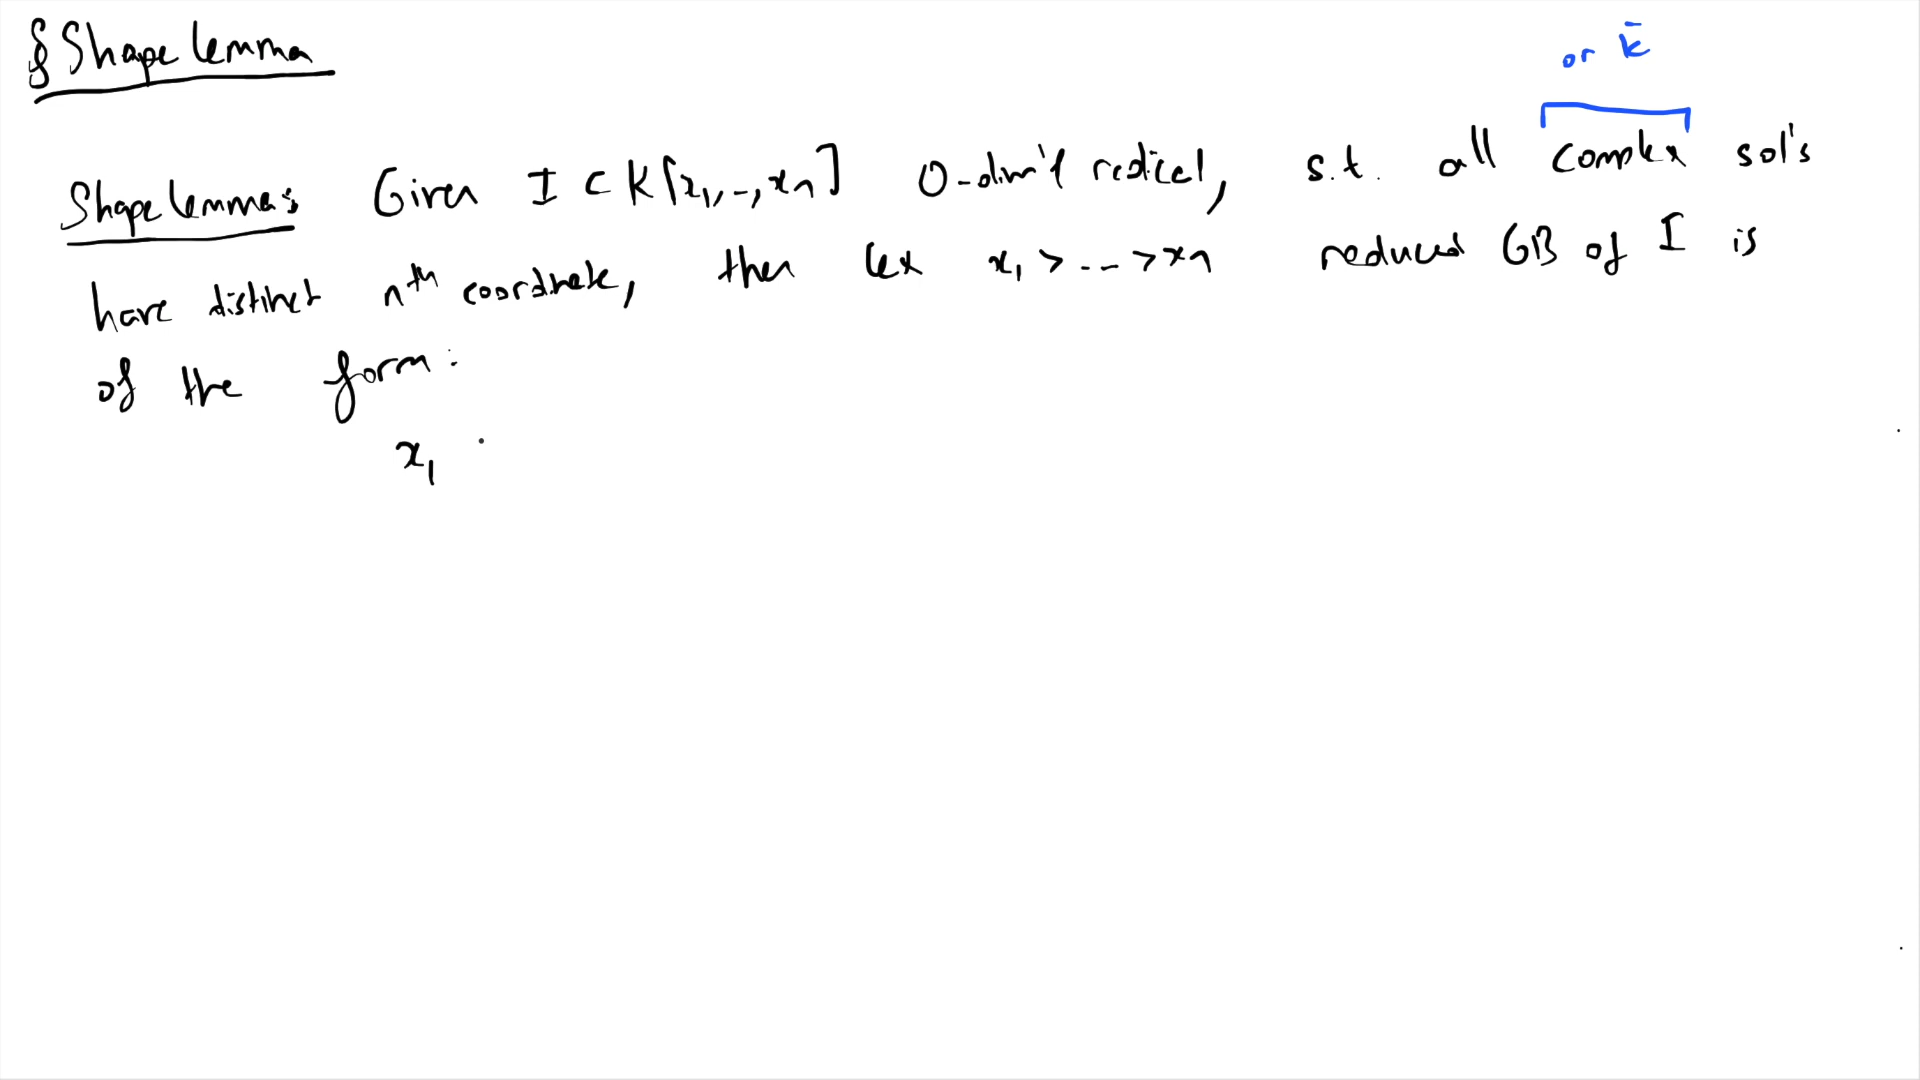 § Shape lemma
or k̄
Shape lemma: Given I ⊂ k[x₁,..,xₙ] 0-dim'l radical, s.t. all complex sol's
have distinct nᵗʰ coordinate, then lex x₁ > ... > xₙ reduced GB of I is
of the form:
x₁